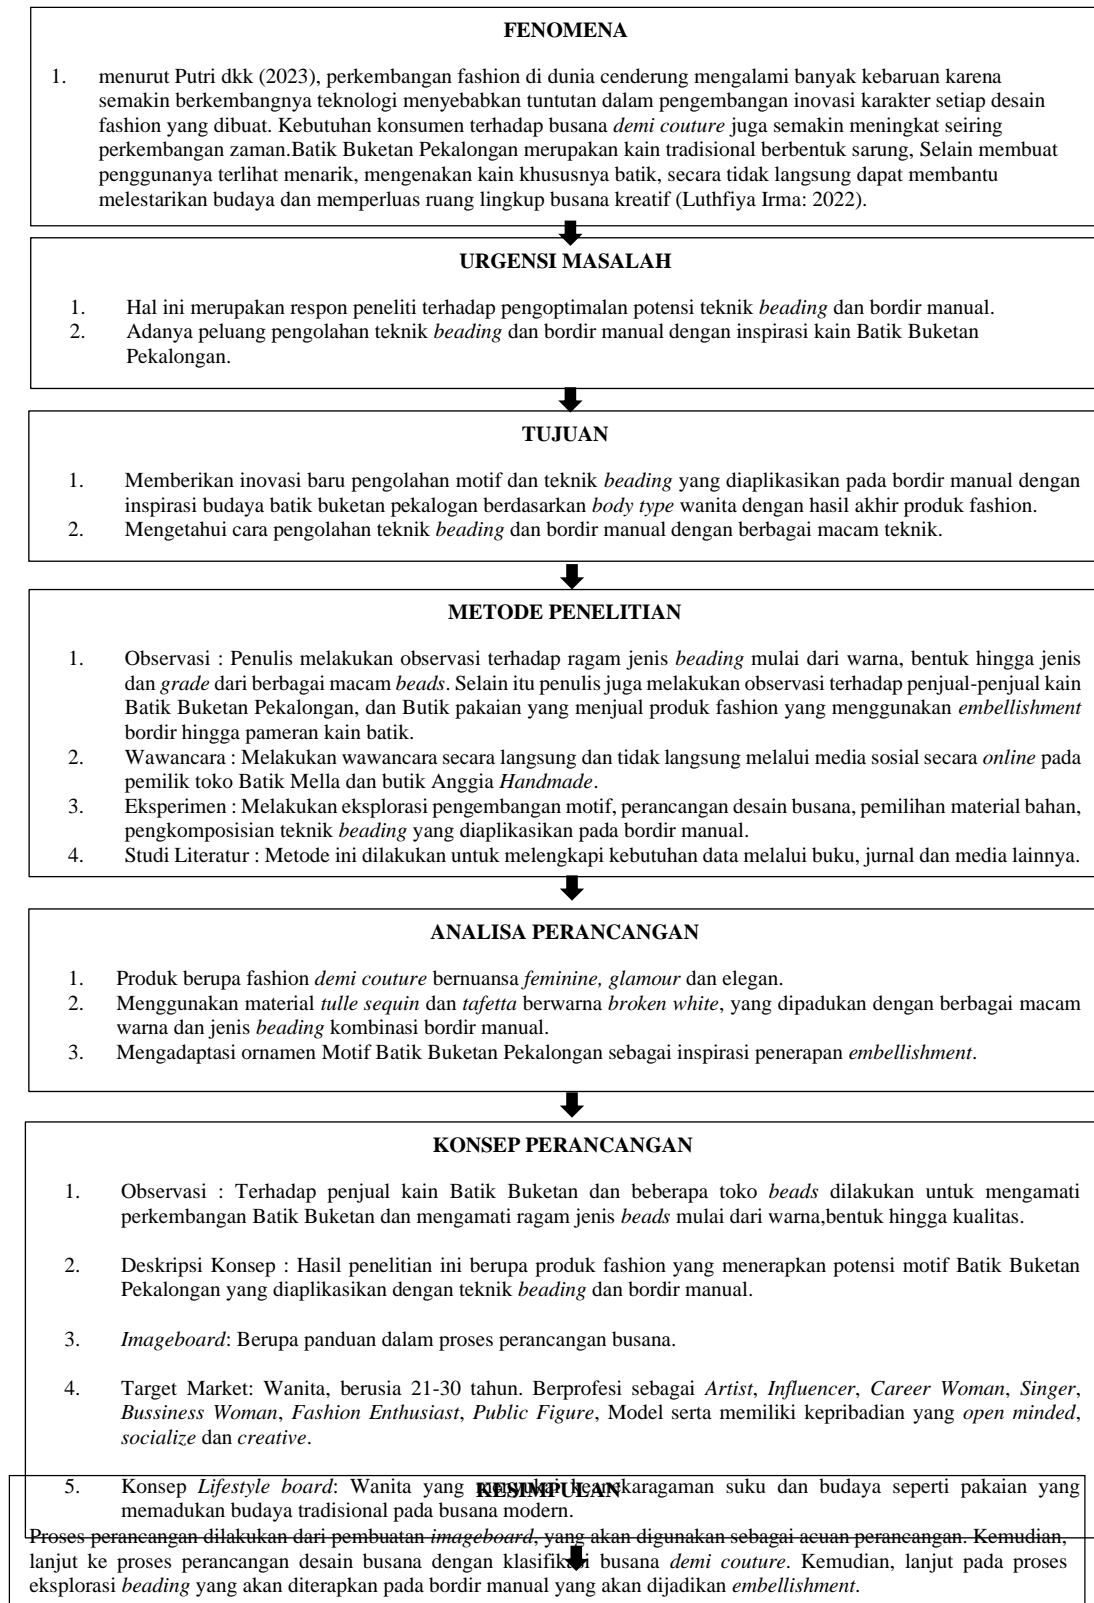 FENOMENA
1. menurut Putri dkk (2023), perkembangan fashion di dunia cenderung mengalami banyak kebaruan karena
semakin berkembangnya teknologi menyebabkan tuntutan dalam pengembangan inovasi karakter setiap desain
fashion yang dibuat. Kebutuhan konsumen terhadap busana demi couture juga semakin meningkat seiring
perkembangan zaman.Batik Buketan Pekalongan merupakan kain tradisional berbentuk sarung, Selain membuat
penggunanya terlihat menarik, mengenakan kain khususnya batik, secara tidak langsung dapat membantu
melestarikan budaya dan memperluas ruang lingkup busana kreatif (Luthfiya Irma: 2022).
URGENSI MASALAH
1. Hal ini merupakan respon peneliti terhadap pengoptimalan potensi teknik beading dan bordir manual.
2. Adanya peluang pengolahan teknik beading dan bordir manual dengan inspirasi kain Batik Buketan
Pekalongan.
TUJUAN
1. Memberikan inovasi baru pengolahan motif dan teknik beading yang diaplikasikan pada bordir manual dengan
inspirasi budaya batik buketan pekalogan berdasarkan body type wanita dengan hasil akhir produk fashion.
2. Mengetahui cara pengolahan teknik beading dan bordir manual dengan berbagai macam teknik.
METODE PENELITIAN
1. Observasi : Penulis melakukan observasi terhadap ragam jenis beading mulai dari warna, bentuk hingga jenis
dan grade dari berbagai macam beads. Selain itu penulis juga melakukan observasi terhadap penjual-penjual kain
Batik Buketan Pekalongan, dan Butik pakaian yang menjual produk fashion yang menggunakan embellishment
bordir hingga pameran kain batik.
2. Wawancara : Melakukan wawancara secara langsung dan tidak langsung melalui media sosial secara online pada
pemilik toko Batik Mella dan butik Anggia Handmade.
3. Eksperimen : Melakukan eksplorasi pengembangan motif, perancangan desain busana, pemilihan material bahan,
pengkomposisian teknik beading yang diaplikasikan pada bordir manual.
4. Studi Literatur : Metode ini dilakukan untuk melengkapi kebutuhan data melalui buku, jurnal dan media lainnya.
ANALISA PERANCANGAN
1. Produk berupa fashion demi couture bernuansa feminine, glamour dan elegan.
2. Menggunakan material tulle sequin dan tafetta berwarna broken white, yang dipadukan dengan berbagai macam
warna dan jenis beading kombinasi bordir manual.
3. Mengadaptasi ornamen Motif Batik Buketan Pekalongan sebagai inspirasi penerapan embellishment.
KONSEP PERANCANGAN
1. Observasi : Terhadap penjual kain Batik Buketan dan beberapa toko beads dilakukan untuk mengamati
perkembangan Batik Buketan dan mengamati ragam jenis beads mulai dari warna,bentuk hingga kualitas.
2. Deskripsi Konsep : Hasil penelitian ini berupa produk fashion yang menerapkan potensi motif Batik Buketan
Pekalongan yang diaplikasikan dengan teknik beading dan bordir manual.
3. Imageboard: Berupa panduan dalam proses perancangan busana.
4. Target Market: Wanita, berusia 21-30 tahun. Berprofesi sebagai Artist, Influencer, Career Woman, Singer,
Bussiness Woman, Fashion Enthusiast, Public Figure, Model serta memiliki kepribadian yang open minded,
socialize dan creative.
5. Konsep Lifestyle board: Wanita yang menyukai keanekaragaman suku dan budaya seperti pakaian yang
memadukan budaya tradisional pada busana modern.
KESIMPULAN
Proses perancangan dilakukan dari pembuatan imageboard, yang akan digunakan sebagai acuan perancangan. Kemudian,
lanjut ke proses perancangan desain busana dengan klasifikasi busana demi couture. Kemudian, lanjut pada proses
eksplorasi beading yang akan diterapkan pada bordir manual yang akan dijadikan embellishment.